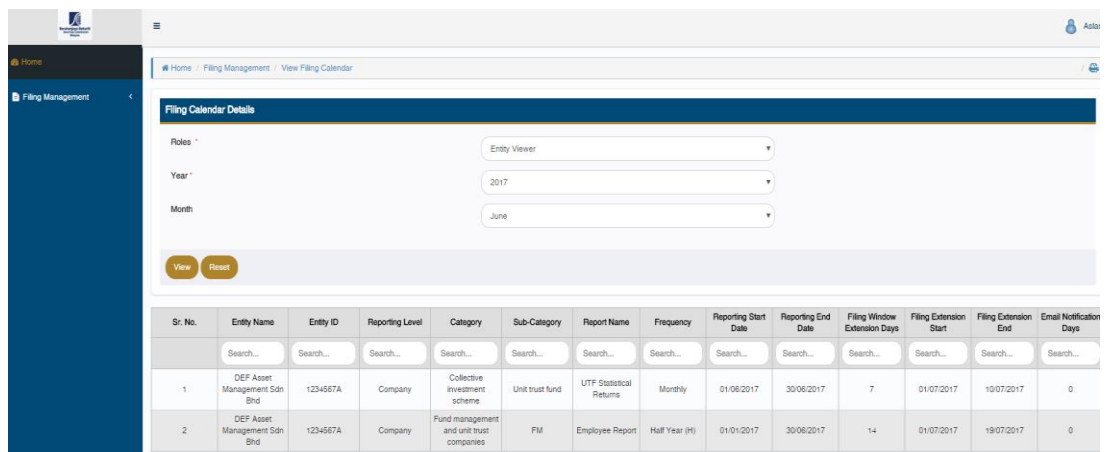 Suruhanjaya Sekuriti
Aslar
Home
Home / Filing Management / View Filing Calendar /
Filing Management
Filing Calendar Details
Roles *
Entity Viewer
Year *
2017
Month
June
View Reset
Sr. No. Entity Name Entity ID Reporting Level Category Sub-Category Report Name Frequency Reporting Start Date Reporting End Date Filing Window Extension Days Filing Extension Start Filing Extension End Email Notification Days
Search... Search... Search... Search... Search... Search... Search... Search... Search... Search... Search... Search... Search...
1 DEF Asset Management Sdn Bhd 1234567A Company Collective investment scheme Unit trust fund UTF Statistical Returns Monthly 01/06/2017 30/06/2017 7 01/07/2017 10/07/2017 0
2 DEF Asset Management Sdn Bhd 1234567A Company Fund management and unit trust companies FM Employee Report Half Year (H) 01/01/2017 30/06/2017 14 01/07/2017 19/07/2017 0